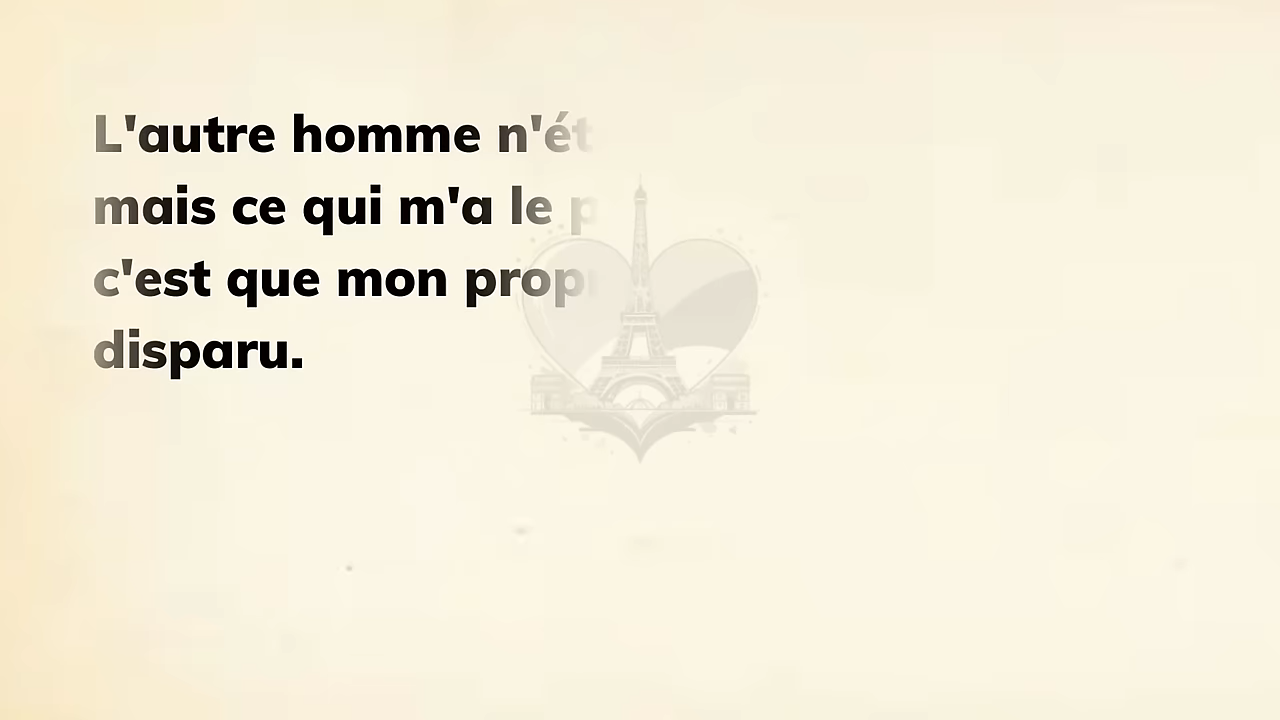 L'autre homme
mais ce qui m'a le
c'est que mon
disparu.